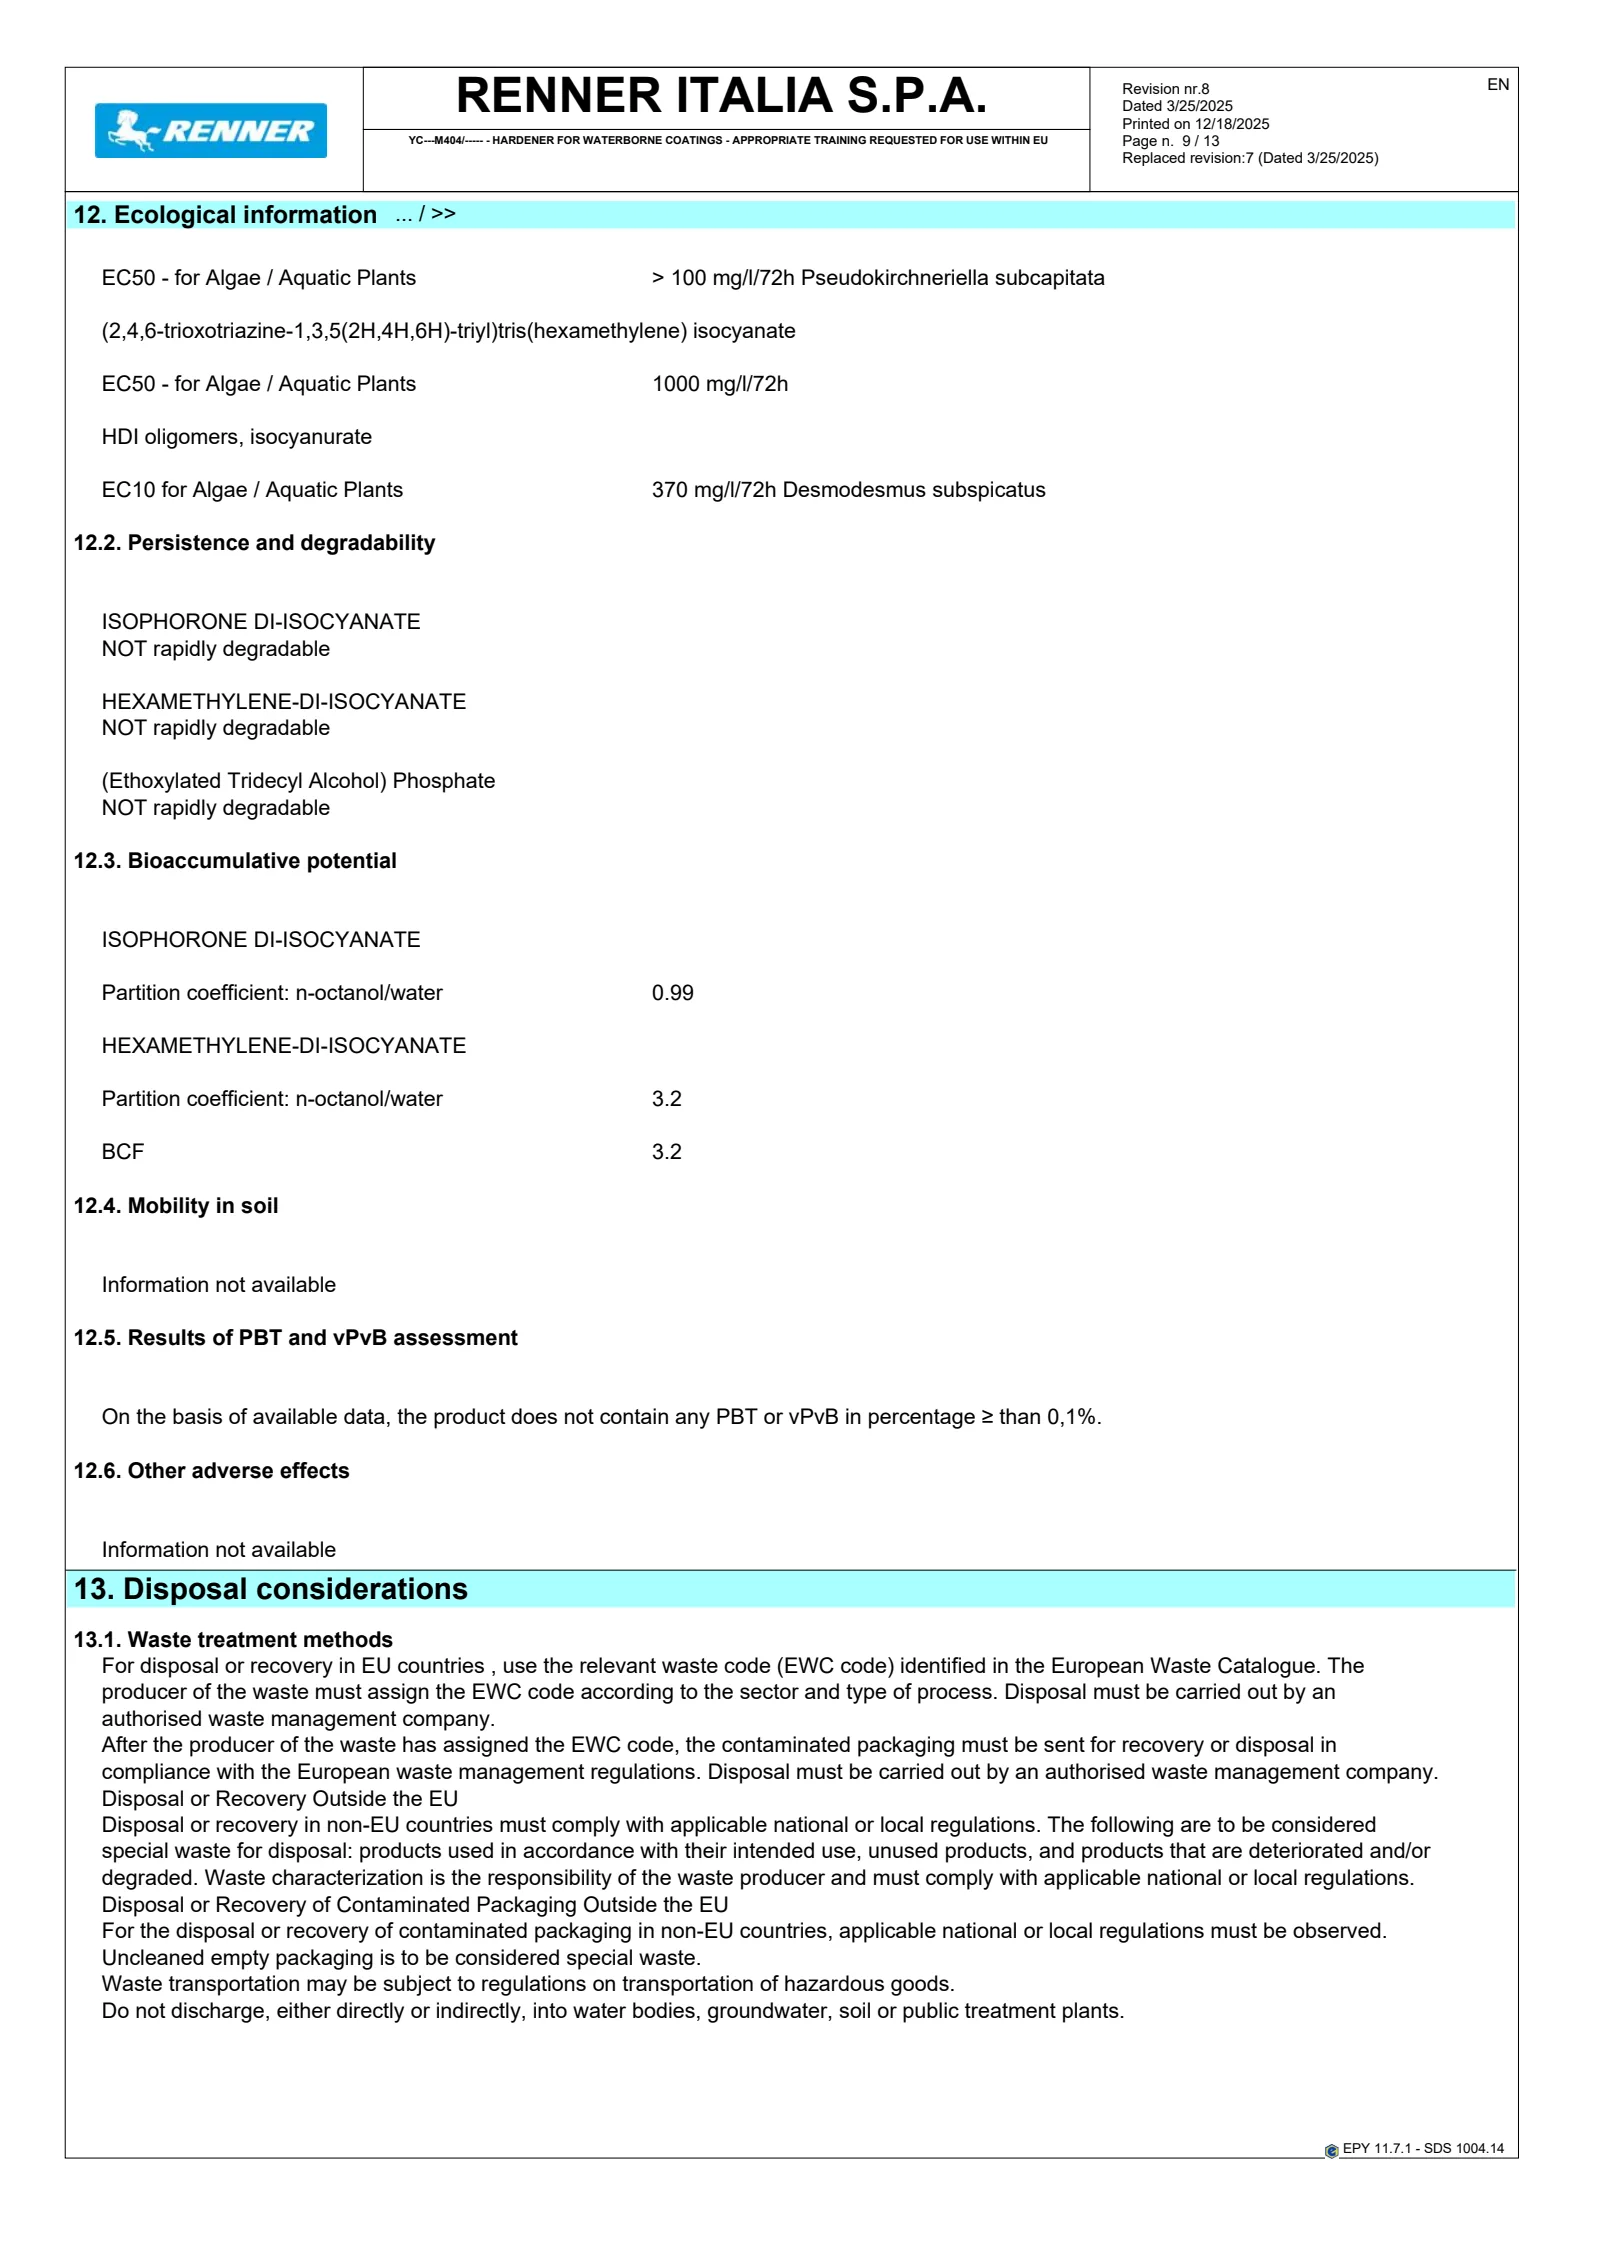 RENNER
RENNER ITALIA S.P.A.
YC---M404/----- - HARDENER FOR WATERBORNE COATINGS - APPROPRIATE TRAINING REQUESTED FOR USE WITHIN EU
EN
Revision nr.8
Dated 3/25/2025
Printed on 12/18/2025
Page n. 9 / 13
Replaced revision:7 (Dated 3/25/2025)
12. Ecological information ... / >>
EC50 - for Algae / Aquatic Plants > 100 mg/l/72h Pseudokirchneriella subcapitata
(2,4,6-trioxotriazine-1,3,5(2H,4H,6H)-triyl)tris(hexamethylene) isocyanate
EC50 - for Algae / Aquatic Plants 1000 mg/l/72h
HDI oligomers, isocyanurate
EC10 for Algae / Aquatic Plants 370 mg/l/72h Desmodesmus subspicatus
12.2. Persistence and degradability
ISOPHORONE DI-ISOCYANATE
NOT rapidly degradable
HEXAMETHYLENE-DI-ISOCYANATE
NOT rapidly degradable
(Ethoxylated Tridecyl Alcohol) Phosphate
NOT rapidly degradable
12.3. Bioaccumulative potential
ISOPHORONE DI-ISOCYANATE
Partition coefficient: n-octanol/water 0.99
HEXAMETHYLENE-DI-ISOCYANATE
Partition coefficient: n-octanol/water 3.2
BCF 3.2
12.4. Mobility in soil
Information not available
12.5. Results of PBT and vPvB assessment
On the basis of available data, the product does not contain any PBT or vPvB in percentage ≥ than 0,1%.
12.6. Other adverse effects
Information not available
13. Disposal considerations
13.1. Waste treatment methods
For disposal or recovery in EU countries , use the relevant waste code (EWC code) identified in the European Waste Catalogue. The
producer of the waste must assign the EWC code according to the sector and type of process. Disposal must be carried out by an
authorised waste management company.
After the producer of the waste has assigned the EWC code, the contaminated packaging must be sent for recovery or disposal in
compliance with the European waste management regulations. Disposal must be carried out by an authorised waste management company.
Disposal or Recovery Outside the EU
Disposal or recovery in non-EU countries must comply with applicable national or local regulations. The following are to be considered
special waste for disposal: products used in accordance with their intended use, unused products, and products that are deteriorated and/or
degraded. Waste characterization is the responsibility of the waste producer and must comply with applicable national or local regulations.
Disposal or Recovery of Contaminated Packaging Outside the EU
For the disposal or recovery of contaminated packaging in non-EU countries, applicable national or local regulations must be observed.
Uncleaned empty packaging is to be considered special waste.
Waste transportation may be subject to regulations on transportation of hazardous goods.
Do not discharge, either directly or indirectly, into water bodies, groundwater, soil or public treatment plants.
EPY 11.7.1 - SDS 1004.14